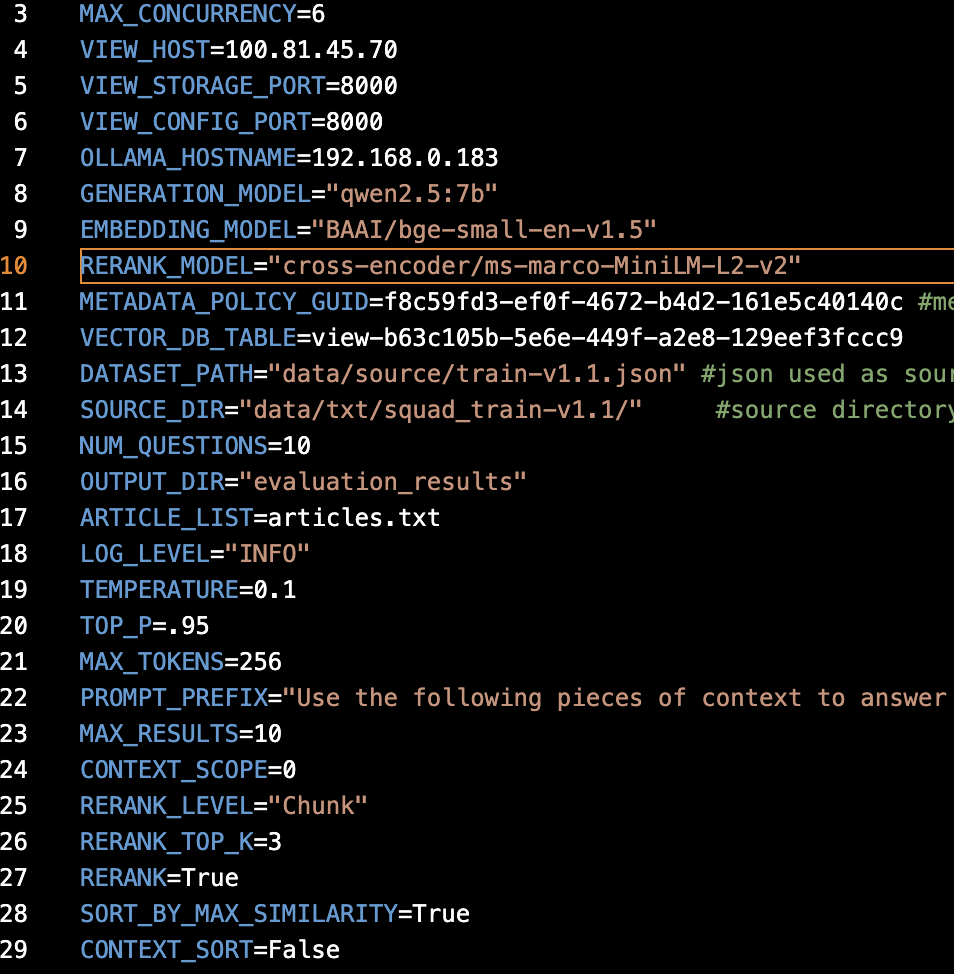 3 MAX_CONCURRENCY=6
4 VIEW_HOST=100.81.45.70
5 VIEW_STORAGE_PORT=8000
6 VIEW_CONFIG_PORT=8000
7 OLLAMA_HOSTNAME=192.168.0.183
8 GENERATION_MODEL="qwen2.5:7b"
9 EMBEDDING_MODEL="BAAI/bge-small-en-v1.5"
10 RERANK_MODEL="cross-encoder/ms-marco-MiniLM-L2-v2"
11 METADATA_POLICY_GUID=f8c59fd3-ef0f-4672-b4d2-161e5c40140c #me
12 VECTOR_DB_TABLE=view-b63c105b-5e6e-449f-a2e8-129eef3fccc9
13 DATASET_PATH="data/source/train-v1.1.json" #json used as sour
14 SOURCE_DIR="data/txt/squad_train-v1.1/" #source directory
15 NUM_QUESTIONS=10
16 OUTPUT_DIR="evaluation_results"
17 ARTICLE_LIST=articles.txt
18 LOG_LEVEL="INFO"
19 TEMPERATURE=0.1
20 TOP_P=.95
21 MAX_TOKENS=256
22 PROMPT_PREFIX="Use the following pieces of context to answer
23 MAX_RESULTS=10
24 CONTEXT_SCOPE=0
25 RERANK_LEVEL="Chunk"
26 RERANK_TOP_K=3
27 RERANK=True
28 SORT_BY_MAX_SIMILARITY=True
29 CONTEXT_SORT=False